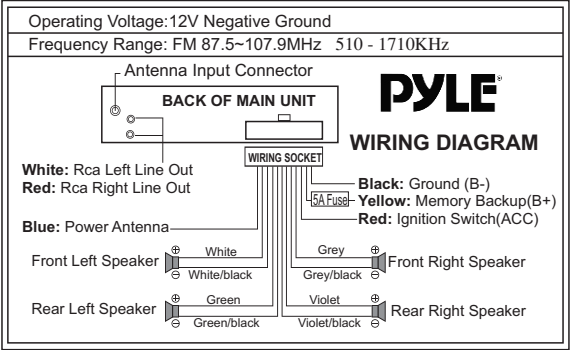 Operating Voltage:12V Negative Ground
Frequency Range: FM 87.5~107.9MHz 510 - 1710KHz
Antenna Input Connector
BACK OF MAIN UNIT
PYLE
WIRING DIAGRAM
WIRING SOCKET
White: Rca Left Line Out
Red: Rca Right Line Out
Black: Ground (B-)
5A Fuse
Yellow: Memory Backup(B+)
Red: Ignition Switch(ACC)
Blue: Power Antenna
Front Left Speaker
⊕ White
⊖ White/black
Grey ⊕
Grey/black ⊖
Front Right Speaker
Rear Left Speaker
⊕ Green
⊖ Green/black
Violet ⊕
Violet/black ⊖
Rear Right Speaker